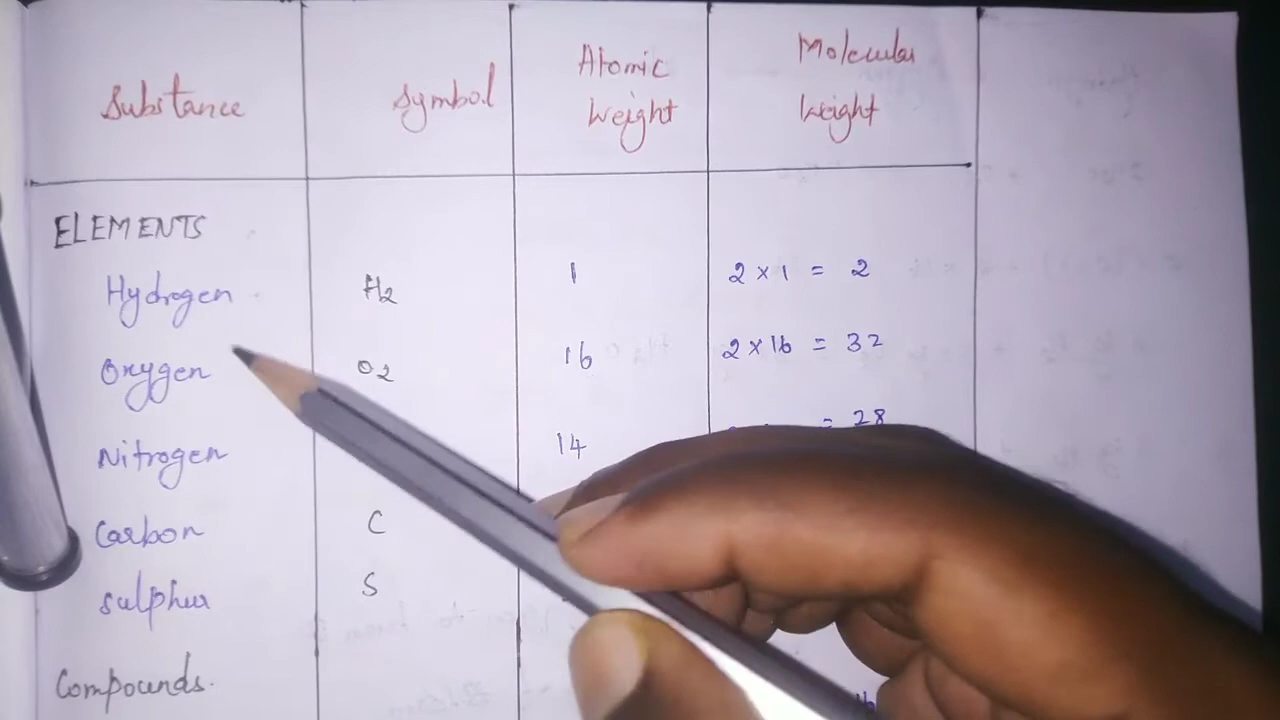 Substance Symbol Atomic Weight Molecular Weight
ELEMENTS
Hydrogen H2 1 2 × 1 = 2
Oxygen O2 16 2 × 16 = 32
Nitrogen 14 = 28
Carbon C
Sulphur S
Compounds.